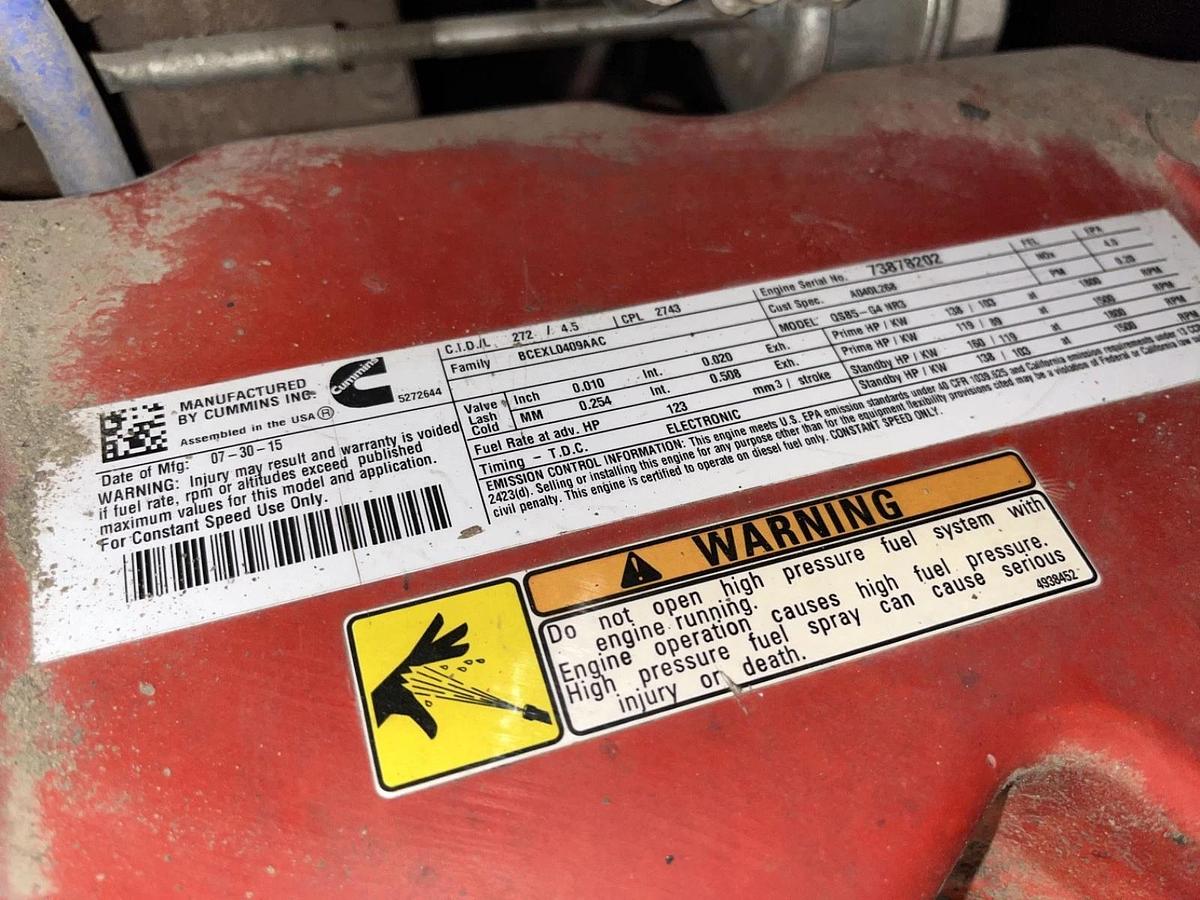 MANUFACTURED
BY CUMMINS INC.
Cummins
Assembled in the USA ®
5272644
Date of Mfg: 07-30-15
WARNING: Injury may result and warranty is voided
if fuel rate, rpm or altitudes exceed published
maximum values for this model and application.
For Constant Speed Use Only.
C.I.D./L 272 / 4.5 CPL 2743
Family BCEXL0409AAC
Valve Lash Cold
Inch 0.010 Int. 0.020 Exh.
MM 0.254 Int. 0.508 Exh.
Fuel Rate at adv. HP 123 mm3 / stroke
Timing - T.D.C. ELECTRONIC
Engine Serial No. 73878202
Cust Spec. A040L268
MODEL QSB5-G4 NR3
FEL EPA
NOx 4.0
PM 0.20
Prime HP / KW 138 / 103 at 1800 RPM
Prime HP / KW 119 / 89 at 1500 RPM
Standby HP / KW 160 / 119 at 1800 RPM
Standby HP / KW 138 / 103 at 1500 RPM
EMISSION CONTROL INFORMATION: This engine meets U.S. EPA emission standards under 40 CFR 1039.625 and California emission requirements under 13 CCR
2423(d). Selling or installing this engine for any purpose other than for the equipment flexibility provisions cited may be a violation of Federal or California law
civil penalty. This engine is certified to operate on diesel fuel only. CONSTANT SPEED ONLY.
WARNING
Do not open high pressure fuel system with
engine running.
Engine operation causes high fuel pressure.
High pressure fuel spray can cause serious
injury or death.
4938452